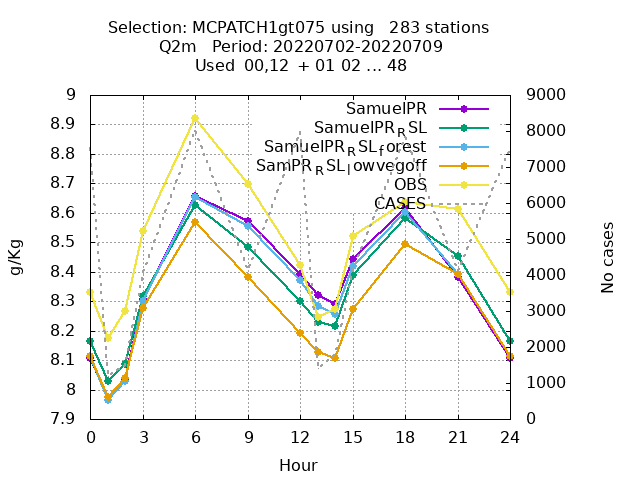 Selection: MCPATCH1gt075 using 283 stations
Q2m Period: 20220702-20220709
Used 00,12 + 01 02 ... 48
9
8.9
8.8
8.7
8.6
8.5
8.4
8.3
8.2
8.1
8
7.9
g/Kg
SamuelPR
SamuelPR_RSL
SamuelPR_RSL_forest
SamPR_RSL_lowvegoff
OBS
CASES
9000
8000
7000
6000
5000
4000
3000
2000
1000
0
No cases
0 3 6 9 12 15 18 21 24
Hour